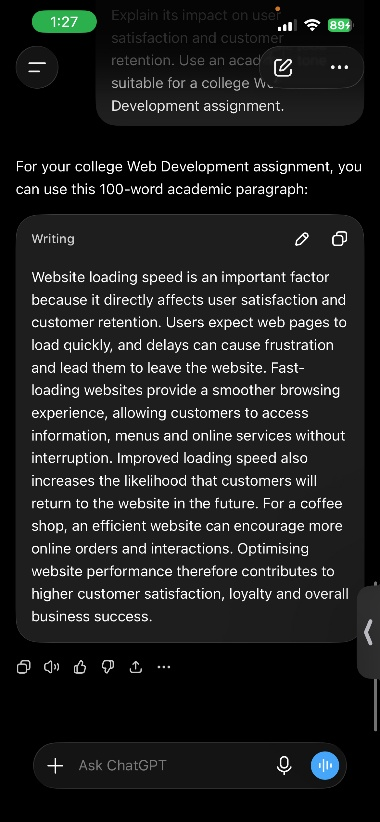 1:27
89
Explain its impact on user
satisfaction and customer
retention. Use an
suitable for a college
Development assignment.
For your college Web Development assignment, you
can use this 100-word academic paragraph:
Writing
Website loading speed is an important factor
because it directly affects user satisfaction and
customer retention. Users expect web pages to
load quickly, and delays can cause frustration
and lead them to leave the website. Fast-
loading websites provide a smoother browsing
experience, allowing customers to access
information, menus and online services without
interruption. Improved loading speed also
increases the likelihood that customers will
return to the website in the future. For a coffee
shop, an efficient website can encourage more
online orders and interactions. Optimising
website performance therefore contributes to
higher customer satisfaction, loyalty and overall
business success.
Ask ChatGPT